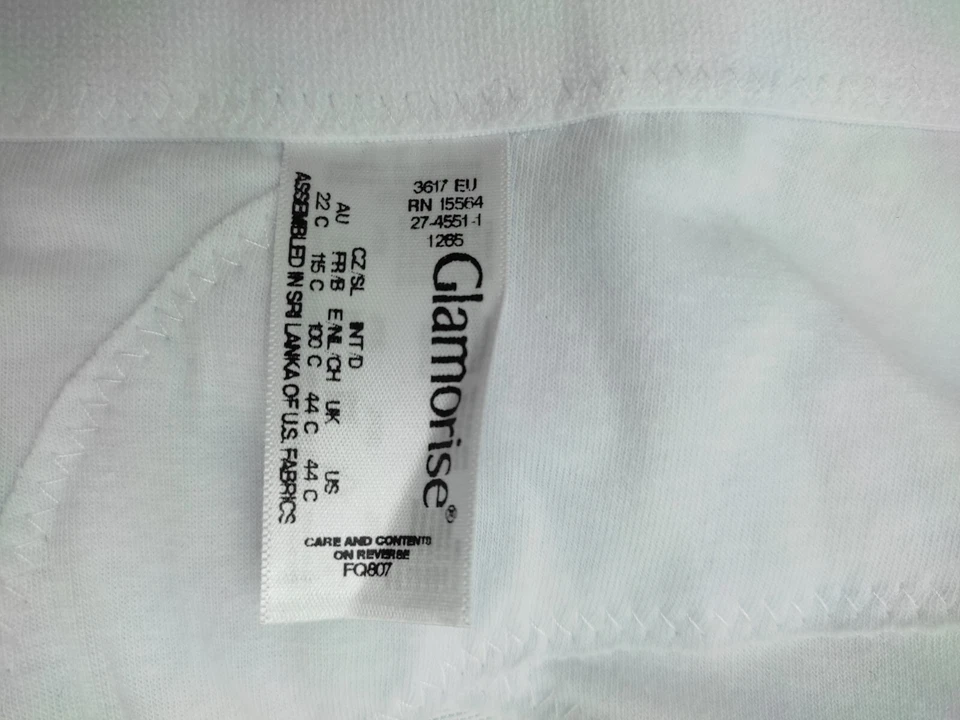 3617 EU
RN 15564
27-4551-1
1265
Glamorise®
CZ/SL INT/D
AU FR/B E/NL/CH UK US
22 C 115 C 100 C 44 C 44 C
ASSEMBLED IN SRI LANKA OF U.S. FABRICS
CARE AND CONTENTS
ON REVERSE
FQ807